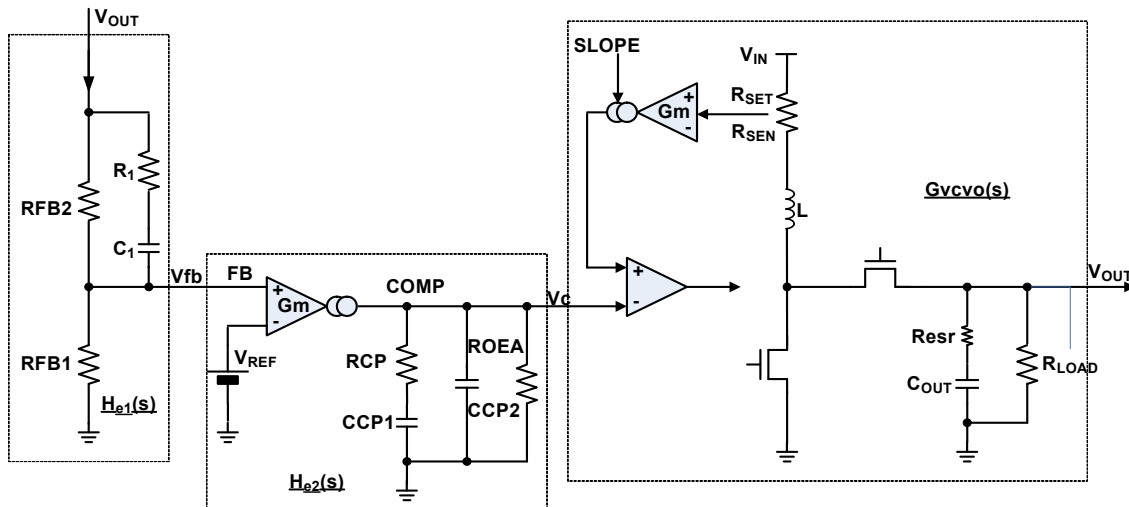 VOUT
R1
RFB2
C1
Vfb
RFB1
He1(s)
FB
+
Gm
-
VREF
COMP
RCP
CCP1
ROEA
CCP2
He2(s)
Vc
SLOPE
+
Gm
-
VIN
RSET
RSEN
L
+
-
Gvcvo(s)
VOUT
Resr
COUT
RLOAD